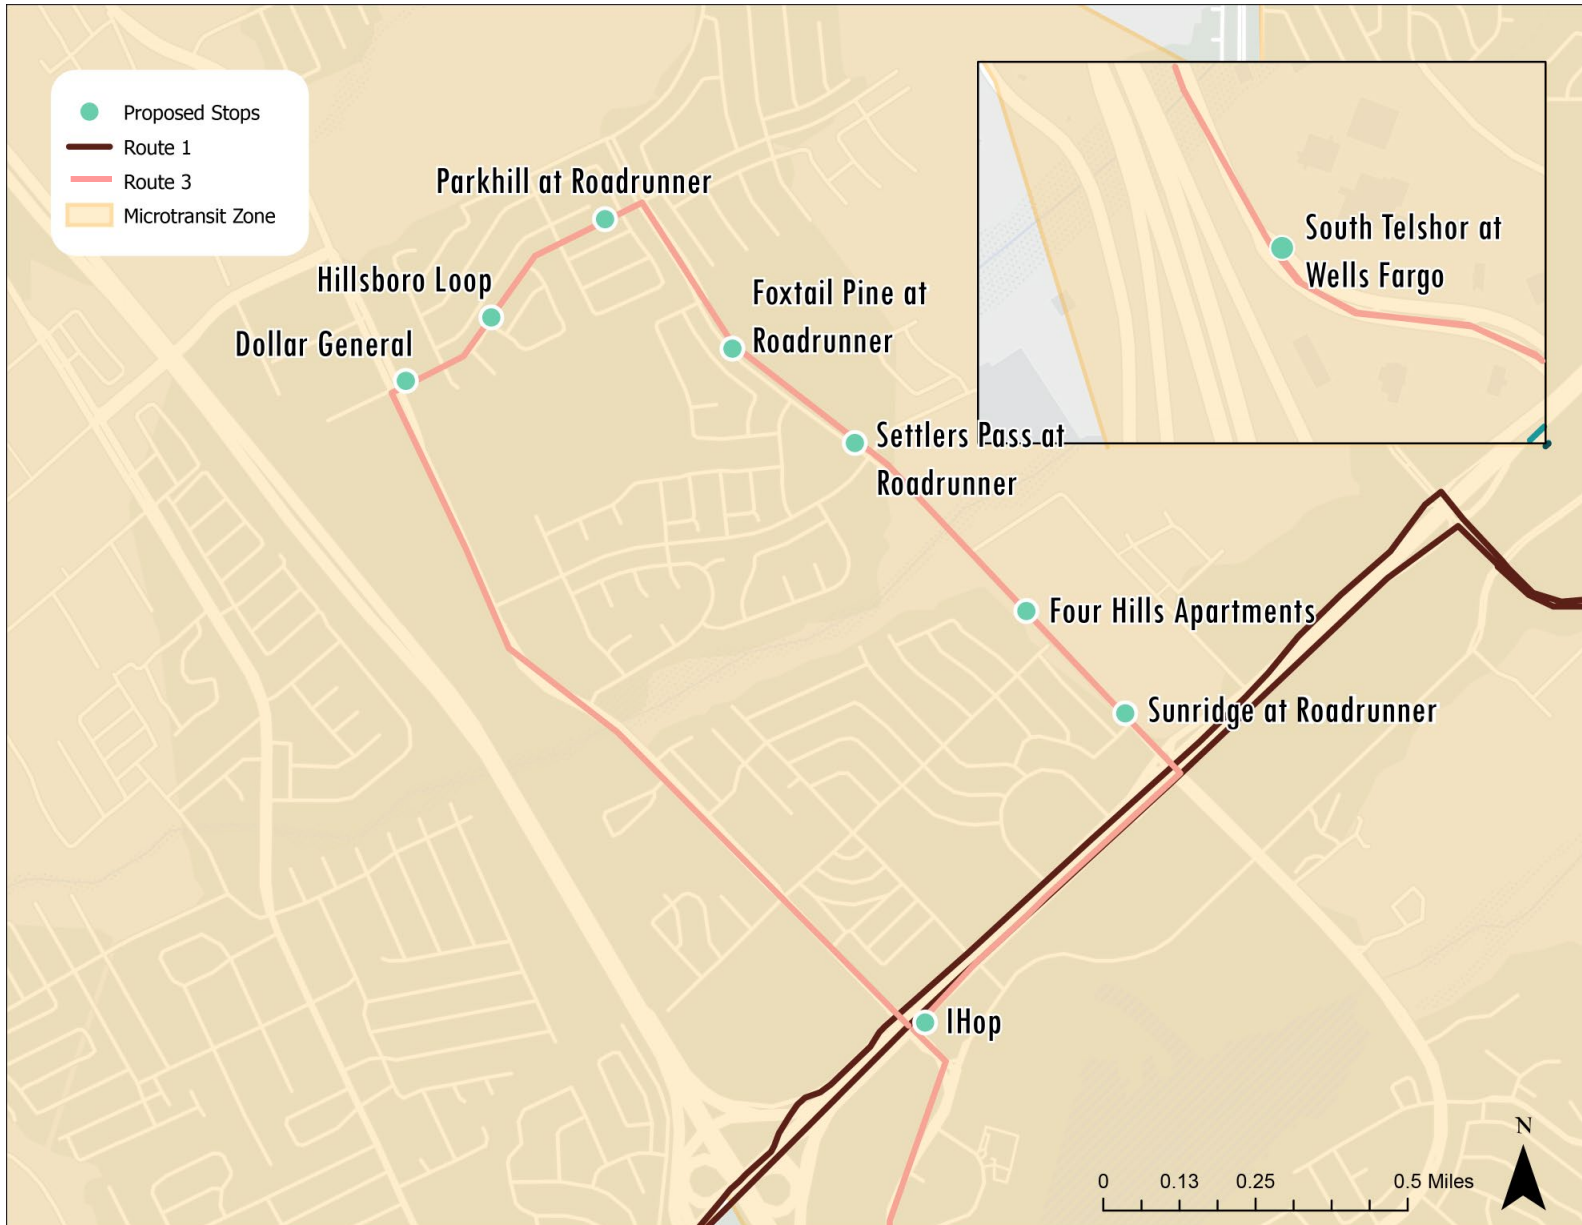 Proposed Stops
Route 1
Route 3
Microtransit Zone
Parkhill at Roadrunner
South Telshor at
Wells Fargo
Hillsboro Loop
Foxtail Pine at
Roadrunner
Dollar General
Settlers Pass at
Roadrunner
Four Hills Apartments
Sunridge at Roadrunner
IHop
N
0 0.13 0.25 0.5 Miles